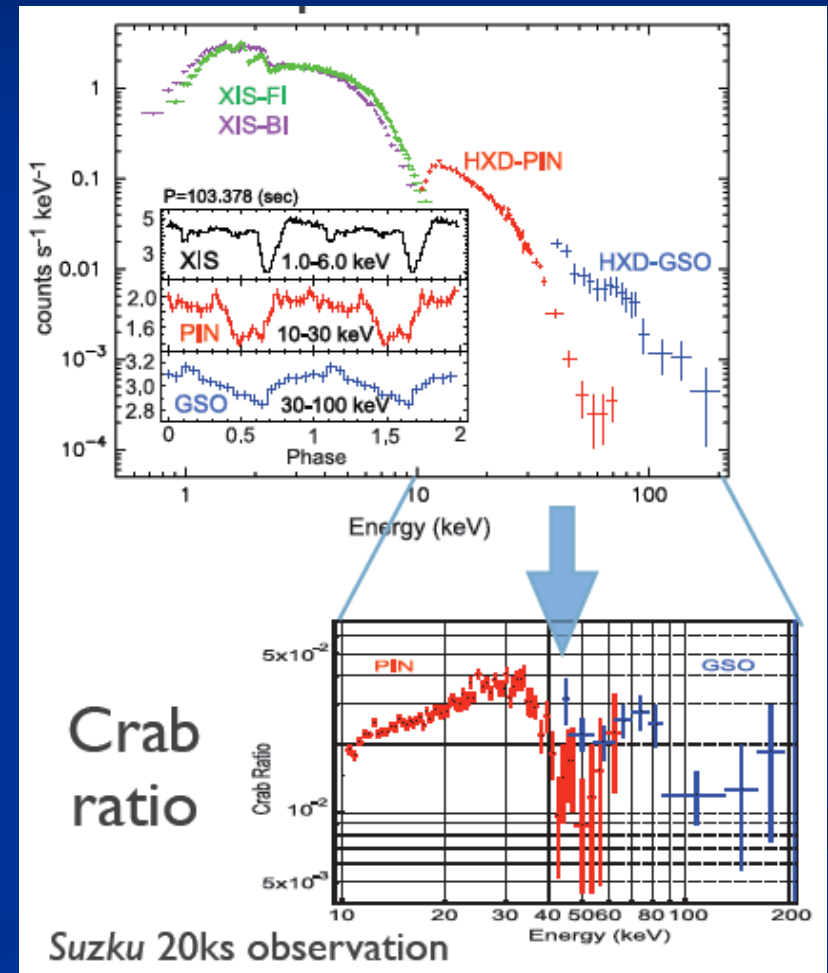 1
0.1
0.01
10⁻³
10⁻⁴
counts s⁻¹ keV⁻¹
XIS-FI
XIS-BI
HXD-PIN
HXD-GSO
P=103.378 (sec)
5
3
XIS 1.0-6.0 keV
2.0
1.6
PIN 10-30 keV
3.2
3.0
2.8
GSO 30-100 keV
0 0.5 1 1,5 2
Phase
1 10 100
Energy (keV)
Crab
ratio
Crab Ratio
5x10⁻²
10⁻²
5x10⁻³
PIN GSO
10 20 30 40 50 60 80 100 200
Energy (keV)
Suzku 20ks observation